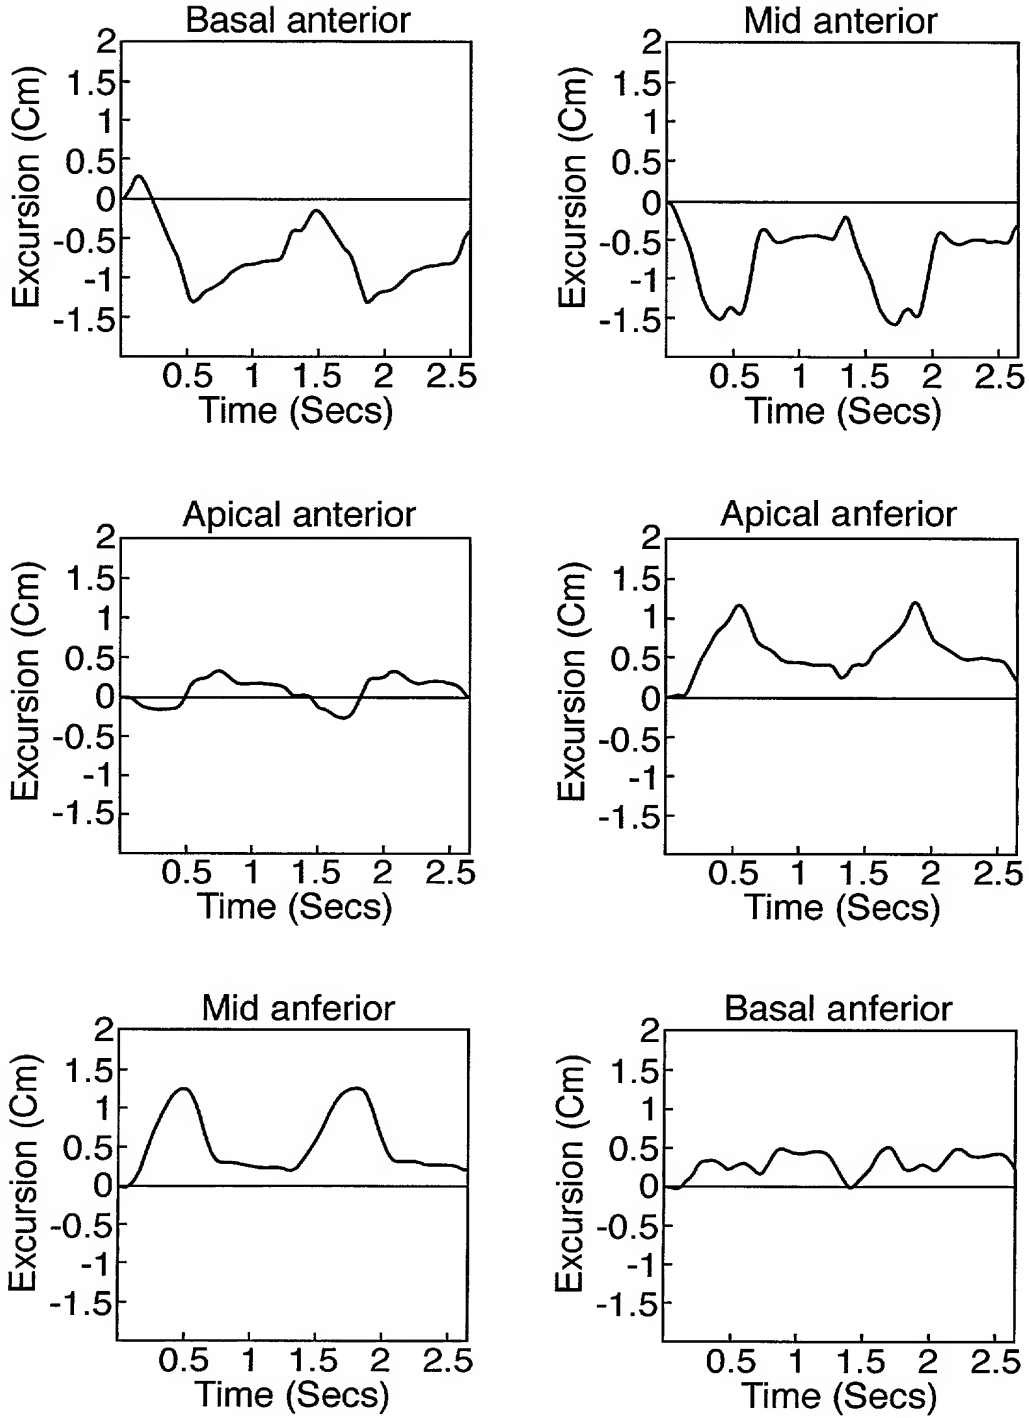 Basal anterior
2
1.5
1
0.5
0
-0.5
-1
-1.5
Excursion (Cm)
0.5 1 1.5 2 2.5
Time (Secs)
Mid anterior
2
1.5
1
0.5
0
-0.5
-1
-1.5
Excursion (Cm)
0.5 1 1.5 2 2.5
Time (Secs)
Apical anterior
2
1.5
1
0.5
0
-0.5
-1
-1.5
Excursion (Cm)
0.5 1 1.5 2 2.5
Time (Secs)
Apical anferior
2
1.5
1
0.5
0
-0.5
-1
-1.5
Excursion (Cm)
0.5 1 1.5 2 2.5
Time (Secs)
Mid anferior
2
1.5
1
0.5
0
-0.5
-1
-1.5
Excursion (Cm)
0.5 1 1.5 2 2.5
Time (Secs)
Basal anferior
2
1.5
1
0.5
0
-0.5
-1
-1.5
Excursion (Cm)
0.5 1 1.5 2 2.5
Time (Secs)